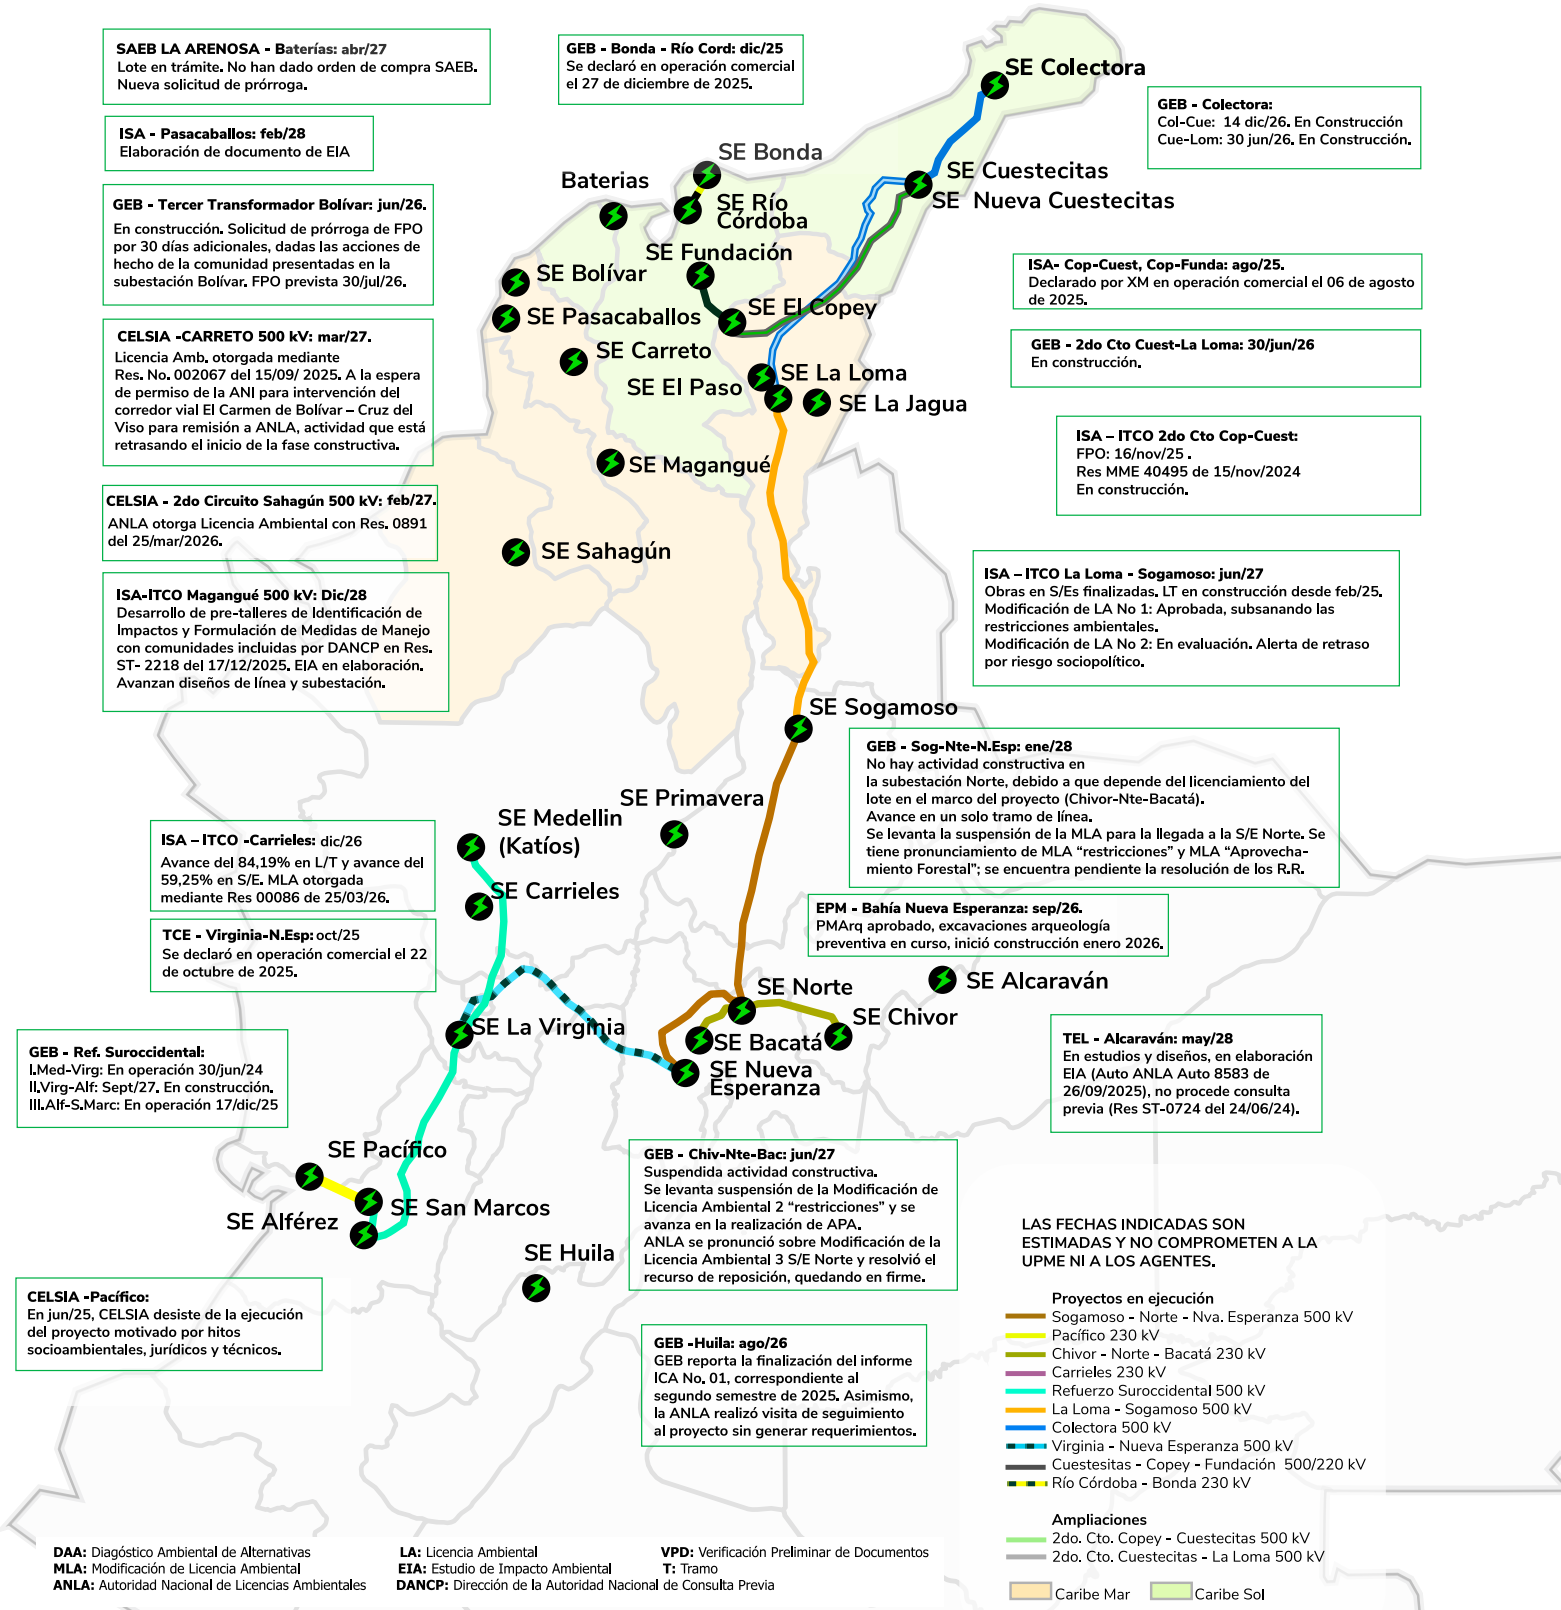 SAEB LA ARENOSA - Baterías: abr/27
Lote en trámite. No han dado orden de compra SAEB.
Nueva solicitud de prórroga.
GEB - Bonda - Río Cord: dic/25
Se declaró en operación comercial
el 27 de diciembre de 2025.
SE Colectora
GEB - Colectora:
Col-Cue: 14 dic/26. En Construcción
Cue-Lom: 30 jun/26. En Construcción.
ISA - Pasacaballos: feb/28
Elaboración de documento de EIA
SE Bonda
Baterias
SE Río
Córdoba
SE Cuestecitas
SE Nueva Cuestecitas
GEB - Tercer Transformador Bolívar: jun/26.
En construcción. Solicitud de prórroga de FPO
por 30 días adicionales, dadas las acciones de
hecho de la comunidad presentadas en la
subestación Bolívar. FPO prevista 30/jul/26.
SE Fundación
SE Bolívar
SE El Copey
SE Pasacaballos
ISA- Cop-Cuest, Cop-Funda: ago/25.
Declarado por XM en operación comercial el 06 de agosto
de 2025.
CELSIA -CARRETO 500 kV: mar/27.
Licencia Amb. otorgada mediante
Res. No. 002067 del 15/09/ 2025. A la espera
de permiso de la ANI para intervención del
corredor vial El Carmen de Bolívar – Cruz del
Viso para remisión a ANLA, actividad que está
retrasando el inicio de la fase constructiva.
SE Carreto
SE La Loma
SE El Paso
SE La Jagua
GEB - 2do Cto Cuest-La Loma: 30/jun/26
En construcción.
ISA – ITCO 2do Cto Cop-Cuest:
FPO: 16/nov/25 .
Res MME 40495 de 15/nov/2024
En construcción.
SE Magangué
CELSIA - 2do Circuito Sahagún 500 kV: feb/27.
ANLA otorga Licencia Ambiental con Res. 0891
del 25/mar/2026.
SE Sahagún
ISA – ITCO La Loma - Sogamoso: jun/27
Obras en S/Es finalizadas. LT en construcción desde feb/25.
Modificación de LA No 1: Aprobada, subsanando las
restricciones ambientales.
Modificación de LA No 2: En evaluación. Alerta de retraso
por riesgo sociopolítico.
ISA-ITCO Magangué 500 kV: Dic/28
Desarrollo de pre-talleres de Identificación de
Impactos y Formulación de Medidas de Manejo
con comunidades incluidas por DANCP en Res.
ST- 2218 del 17/12/2025. EIA en elaboración.
Avanzan diseños de línea y subestación.
SE Sogamoso
GEB - Sog-Nte-N.Esp: ene/28
No hay actividad constructiva en
la subestación Norte, debido a que depende del licenciamiento del
lote en el marco del proyecto (Chivor-Nte-Bacatá).
Avance en un solo tramo de línea.
Se levanta la suspensión de la MLA para la llegada a la S/E Norte. Se
tiene pronunciamiento de MLA “restricciones” y MLA “Aprovecha-
miento Forestal”; se encuentra pendiente la resolución de los R.R.
SE Primavera
SE Medellin
(Katíos)
ISA – ITCO -Carrieles: dic/26
Avance del 84,19% en L/T y avance del
59,25% en S/E. MLA otorgada
mediante Res 00086 de 25/03/26.
SE Carrieles
EPM - Bahía Nueva Esperanza: sep/26.
PMArq aprobado, excavaciones arqueología
preventiva en curso, inició construcción enero 2026.
TCE - Virginia-N.Esp: oct/25
Se declaró en operación comercial el 22
de octubre de 2025.
SE Norte
SE Alcaraván
SE La Virginia
SE Chivor
SE Bacatá
SE Nueva
Esperanza
GEB - Ref. Suroccidental:
I.Med-Virg: En operación 30/jun/24
II.Virg-Alf: Sept/27. En construcción.
III.Alf-S.Marc: En operación 17/dic/25
TEL - Alcaraván: may/28
En estudios y diseños, en elaboración
EIA (Auto ANLA Auto 8583 de
26/09/2025), no procede consulta
previa (Res ST-0724 del 24/06/24).
SE Pacífico
SE San Marcos
SE Alférez
GEB - Chiv-Nte-Bac: jun/27
Suspendida actividad constructiva.
Se levanta suspensión de la Modificación de
Licencia Ambiental 2 “restricciones” y se
avanza en la realización de APA.
ANLA se pronunció sobre Modificación de la
Licencia Ambiental 3 S/E Norte y resolvió el
recurso de reposición, quedando en firme.
SE Huila
CELSIA -Pacífico:
En jun/25, CELSIA desiste de la ejecución
del proyecto motivado por hitos
socioambientales, jurídicos y técnicos.
GEB -Huila: ago/26
GEB reporta la finalización del informe
ICA No. 01, correspondiente al
segundo semestre de 2025. Asimismo,
la ANLA realizó visita de seguimiento
al proyecto sin generar requerimientos.
LAS FECHAS INDICADAS SON
ESTIMADAS Y NO COMPROMETEN A LA
UPME NI A LOS AGENTES.
Proyectos en ejecución
Sogamoso - Norte - Nva. Esperanza 500 kV
Pacífico 230 kV
Chivor - Norte - Bacatá 230 kV
Carrieles 230 kV
Refuerzo Suroccidental 500 kV
La Loma - Sogamoso 500 kV
Colectora 500 kV
Virginia - Nueva Esperanza 500 kV
Cuestesitas - Copey - Fundación 500/220 kV
Río Córdoba - Bonda 230 kV
Ampliaciones
2do. Cto. Copey - Cuestecitas 500 kV
2do. Cto. Cuestecitas - La Loma 500 kV
Caribe Mar
Caribe Sol
DAA: Diagóstico Ambiental de Alternativas
MLA: Modificación de Licencia Ambiental
ANLA: Autoridad Nacional de Licencias Ambientales
LA: Licencia Ambiental
EIA: Estudio de Impacto Ambiental
DANCP: Dirección de la Autoridad Nacional de Consulta Previa
VPD: Verificación Preliminar de Documentos
T: Tramo